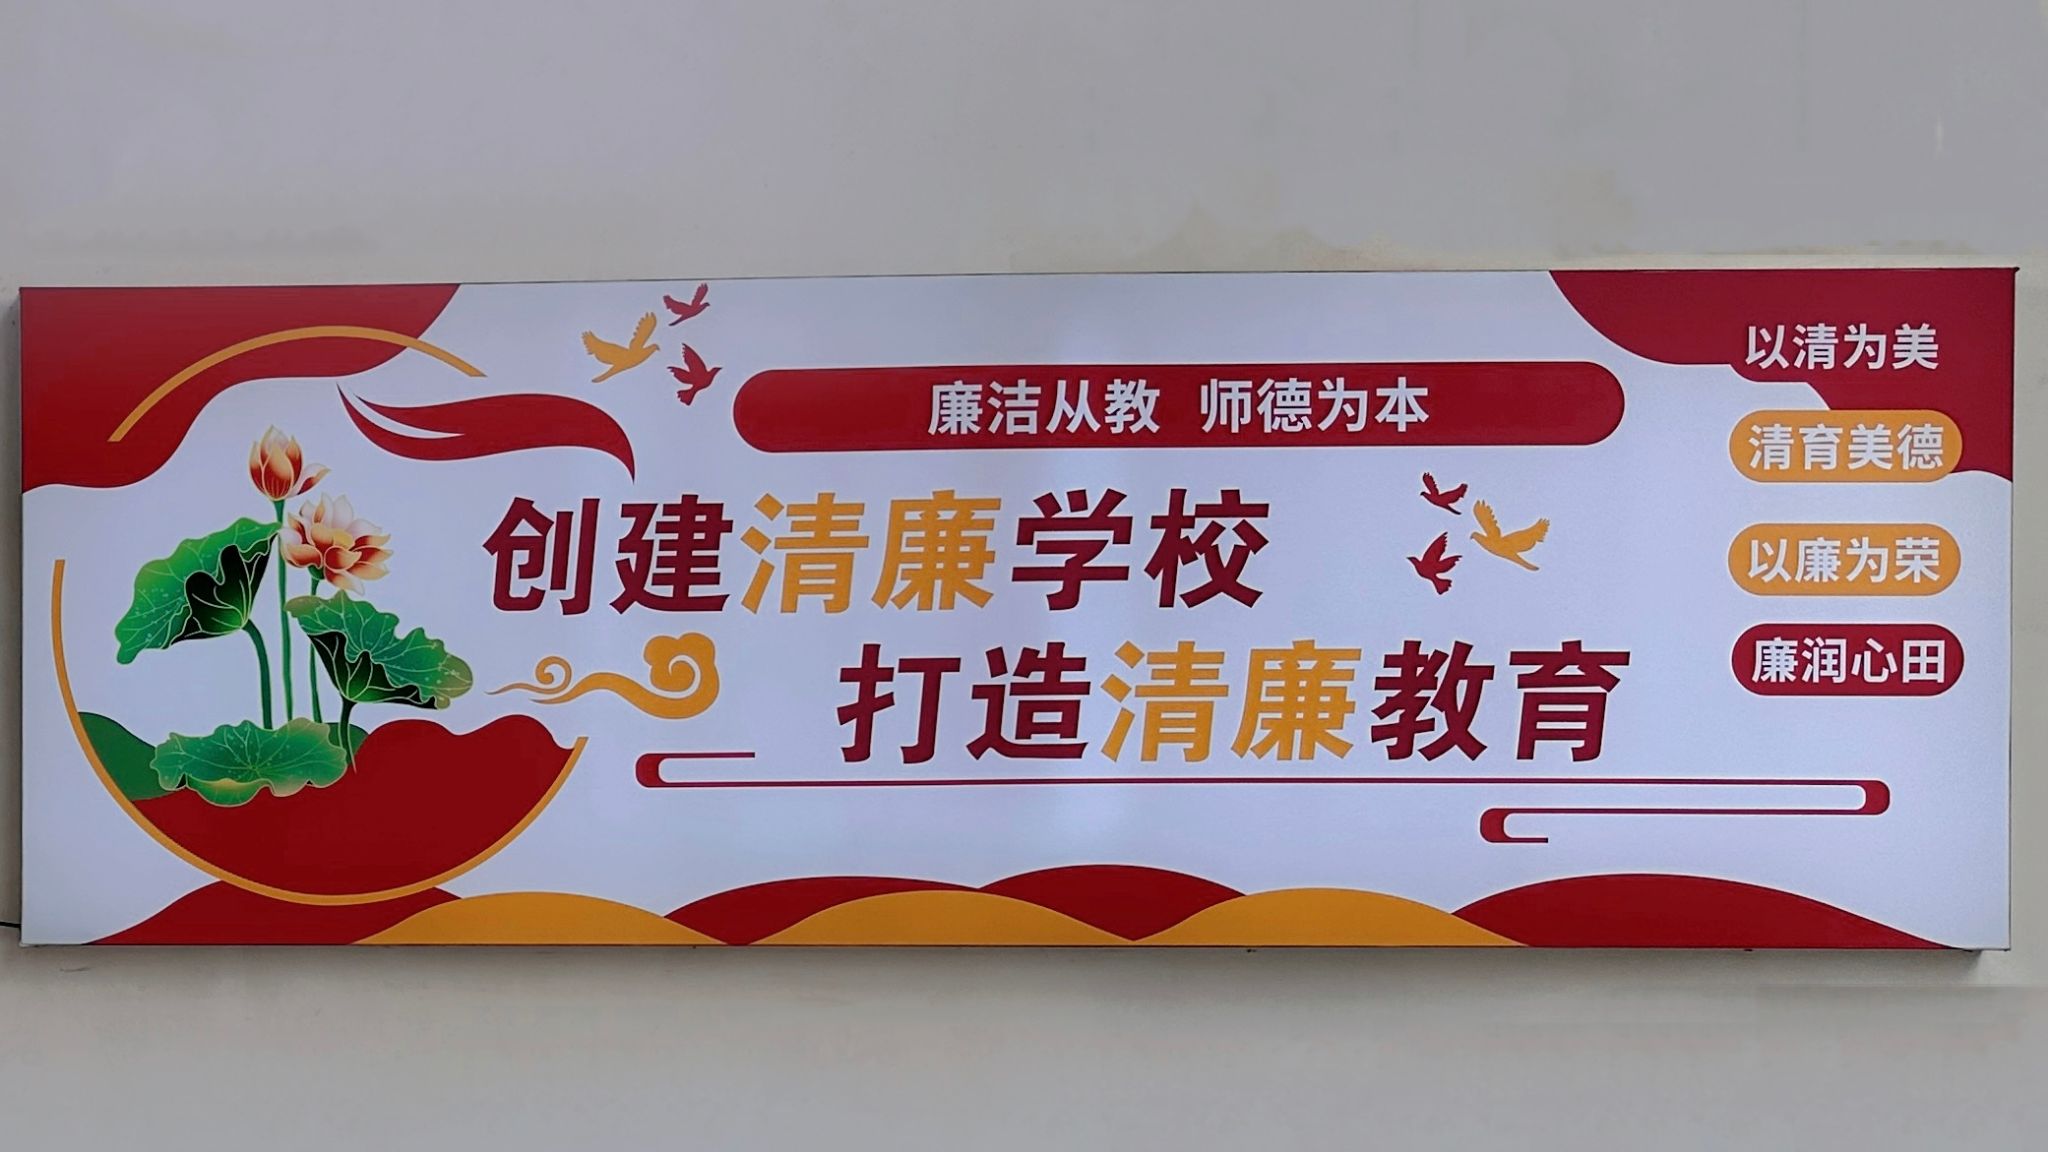 廉洁从教 师德为本
创建清廉学校
打造清廉教育
以清为美
清育美德
以廉为荣
廉润心田